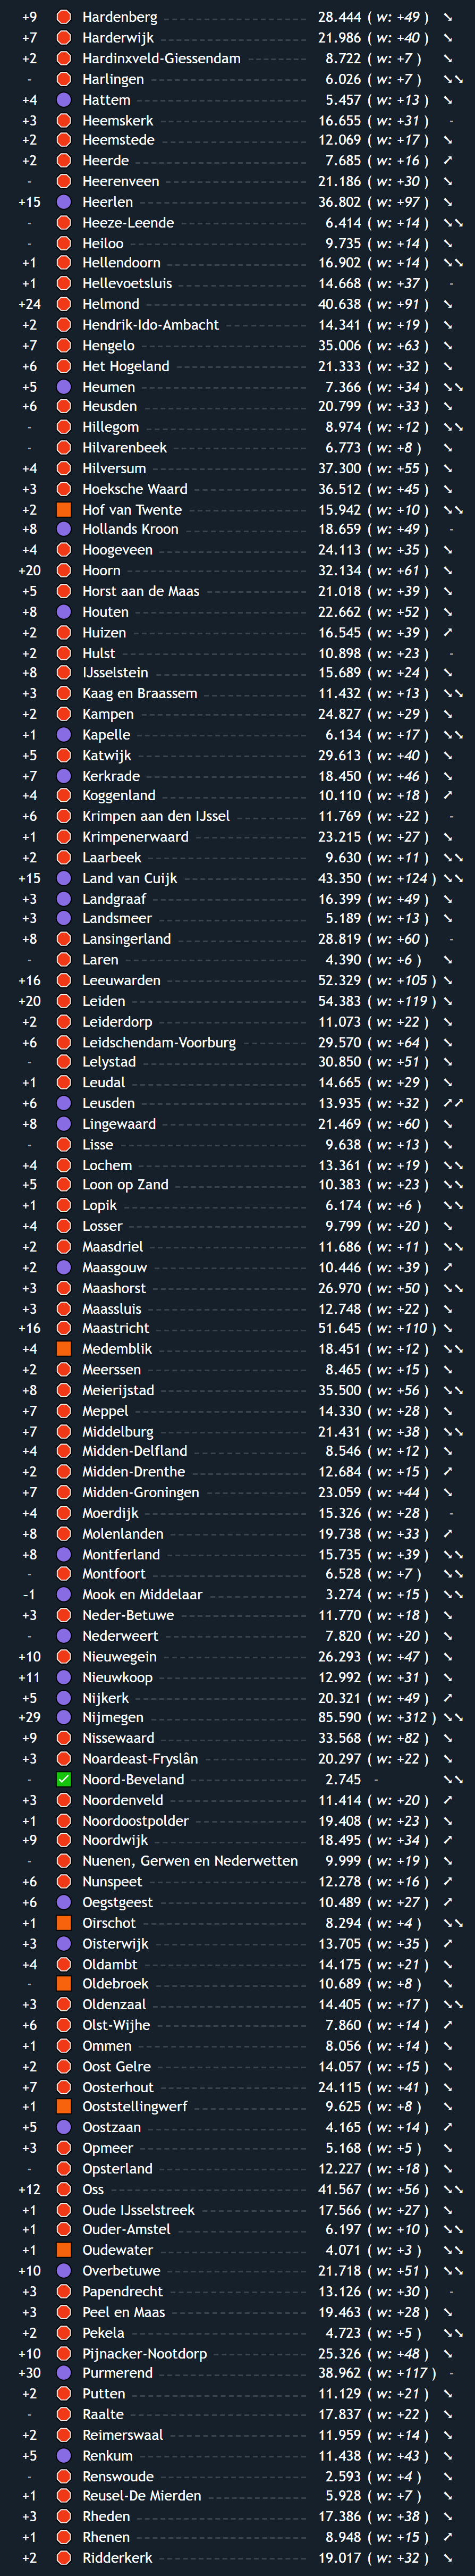 +9 Hardenberg 28.444 ( w: +49 ) ↘
+7 Harderwijk 21.986 ( w: +40 ) ↘
+2 Hardinxveld-Giessendam 8.722 ( w: +7 ) ↘
- Harlingen 6.026 ( w: +7 ) ↘↘
+4 Hattem 5.457 ( w: +13 ) ↘
+3 Heemskerk 16.655 ( w: +31 ) -
+2 Heemstede 12.069 ( w: +17 ) ↘
+2 Heerde 7.685 ( w: +16 ) ↗
- Heerenveen 21.186 ( w: +30 ) ↘
+15 Heerlen 36.802 ( w: +97 ) ↘
- Heeze-Leende 6.414 ( w: +14 ) ↘↘
- Heiloo 9.735 ( w: +14 ) ↘
+1 Hellendoorn 16.902 ( w: +14 ) ↘↘
+1 Hellevoetsluis 14.668 ( w: +37 ) -
+24 Helmond 40.638 ( w: +91 ) ↘
+2 Hendrik-Ido-Ambacht 14.341 ( w: +19 ) ↘
+7 Hengelo 35.006 ( w: +63 ) ↘
+6 Het Hogeland 21.333 ( w: +32 ) ↘
+5 Heumen 7.366 ( w: +34 ) ↘↘
+6 Heusden 20.799 ( w: +33 ) ↘
- Hillegom 8.974 ( w: +12 ) ↘↘
- Hilvarenbeek 6.773 ( w: +8 ) ↘
+4 Hilversum 37.300 ( w: +55 ) ↘
+3 Hoeksche Waard 36.512 ( w: +45 ) ↘
+2 Hof van Twente 15.942 ( w: +10 ) ↘↘
+8 Hollands Kroon 18.659 ( w: +49 ) -
+4 Hoogeveen 24.113 ( w: +35 ) ↘
+20 Hoorn 32.134 ( w: +61 ) ↘
+5 Horst aan de Maas 21.018 ( w: +39 ) ↘
+8 Houten 22.662 ( w: +52 ) ↘
+2 Huizen 16.545 ( w: +39 ) ↗
+2 Hulst 10.898 ( w: +23 ) -
+8 IJsselstein 15.689 ( w: +24 ) ↘
+3 Kaag en Braassem 11.432 ( w: +13 ) ↘↘
+2 Kampen 24.827 ( w: +29 ) ↘
+1 Kapelle 6.134 ( w: +17 ) ↘↘
+5 Katwijk 29.613 ( w: +40 ) ↘
+7 Kerkrade 18.450 ( w: +46 ) ↘
+4 Koggenland 10.110 ( w: +18 ) ↗
+6 Krimpen aan den IJssel 11.769 ( w: +22 ) -
+1 Krimpenerwaard 23.215 ( w: +27 ) ↘
+2 Laarbeek 9.630 ( w: +11 ) ↘↘
+15 Land van Cuijk 43.350 ( w: +124 ) ↘↘
+3 Landgraaf 16.399 ( w: +49 ) ↘
+3 Landsmeer 5.189 ( w: +13 ) ↘
+8 Lansingerland 28.819 ( w: +60 ) -
- Laren 4.390 ( w: +6 ) ↘
+16 Leeuwarden 52.329 ( w: +105 ) ↘
+20 Leiden 54.383 ( w: +119 ) ↘
+2 Leiderdorp 11.073 ( w: +22 ) ↘
+6 Leidschendam-Voorburg 29.570 ( w: +64 ) ↘
- Lelystad 30.850 ( w: +51 ) ↘
+1 Leudal 14.665 ( w: +29 ) ↘
+6 Leusden 13.935 ( w: +32 ) ↗↗
+8 Lingewaard 21.469 ( w: +60 ) ↘
- Lisse 9.638 ( w: +13 ) ↘
+4 Lochem 13.361 ( w: +19 ) ↘↘
+5 Loon op Zand 10.383 ( w: +23 ) ↘↘
+1 Lopik 6.174 ( w: +6 ) ↘↘
+4 Losser 9.799 ( w: +20 ) ↘
+2 Maasdriel 11.686 ( w: +11 ) ↘↘
+2 Maasgouw 10.446 ( w: +39 ) ↗
+3 Maashorst 26.970 ( w: +50 ) ↘↘
+3 Maassluis 12.748 ( w: +22 ) ↘
+16 Maastricht 51.645 ( w: +110 ) ↘
+4 Medemblik 18.451 ( w: +12 ) ↘↘
+2 Meerssen 8.465 ( w: +15 ) ↘
+8 Meierijstad 35.500 ( w: +56 ) ↘↘
+7 Meppel 14.330 ( w: +28 ) ↘
+7 Middelburg 21.431 ( w: +38 ) ↘↘
+4 Midden-Delfland 8.546 ( w: +12 ) ↘
+2 Midden-Drenthe 12.684 ( w: +15 ) ↗
+7 Midden-Groningen 23.059 ( w: +44 ) ↘
+4 Moerdijk 15.326 ( w: +28 ) -
+8 Molenlanden 19.738 ( w: +33 ) ↗
+8 Montferland 15.735 ( w: +39 ) ↘↘
- Montfoort 6.528 ( w: +7 ) ↘↘
-1 Mook en Middelaar 3.274 ( w: +15 ) ↘↘
+3 Neder-Betuwe 11.770 ( w: +18 ) ↘
- Nederweert 7.820 ( w: +20 ) ↘
+10 Nieuwegein 26.293 ( w: +47 ) ↘
+11 Nieuwkoop 12.992 ( w: +31 ) ↘
+5 Nijkerk 20.321 ( w: +49 ) ↗
+29 Nijmegen 85.590 ( w: +312 ) ↘↘
+9 Nissewaard 33.568 ( w: +82 ) ↘
+3 Noardeast-Fryslân 20.297 ( w: +22 ) ↘
- Noord-Beveland 2.745 - ↘↘
+3 Noordenveld 11.414 ( w: +20 ) ↗
+1 Noordoostpolder 19.408 ( w: +23 ) ↘
+9 Noordwijk 18.495 ( w: +34 ) ↗
- Nuenen, Gerwen en Nederwetten 9.999 ( w: +19 ) ↘
+6 Nunspeet 12.278 ( w: +16 ) ↗
+6 Oegstgeest 10.489 ( w: +27 ) ↗
+1 Oirschot 8.294 ( w: +4 ) ↘↘
+3 Oisterwijk 13.705 ( w: +35 ) ↗
+4 Oldambt 14.175 ( w: +21 ) ↘
- Oldebroek 10.689 ( w: +8 ) ↘
+3 Oldenzaal 14.405 ( w: +17 ) ↘↘
+6 Olst-Wijhe 7.860 ( w: +14 ) ↗
+1 Ommen 8.056 ( w: +14 ) ↘
+2 Oost Gelre 14.057 ( w: +15 ) ↘
+7 Oosterhout 24.115 ( w: +41 ) ↘
+1 Ooststellingwerf 9.625 ( w: +8 ) ↘
+5 Oostzaan 4.165 ( w: +14 ) ↗
+3 Opmeer 5.168 ( w: +5 ) ↘
- Opsterland 12.227 ( w: +18 ) ↘
+12 Oss 41.567 ( w: +56 ) ↘↘
+1 Oude IJsselstreek 17.566 ( w: +27 ) ↘
+1 Ouder-Amstel 6.197 ( w: +10 ) ↘↘
+1 Oudewater 4.071 ( w: +3 ) ↘↘
+10 Overbetuwe 21.718 ( w: +51 ) ↘↘
+3 Papendrecht 13.126 ( w: +30 ) -
+3 Peel en Maas 19.463 ( w: +28 ) ↘
+2 Pekela 4.723 ( w: +5 ) ↘↘
+10 Pijnacker-Nootdorp 25.326 ( w: +48 ) ↘
+30 Purmerend 38.962 ( w: +117 ) -
+2 Putten 11.129 ( w: +21 ) ↘
- Raalte 17.837 ( w: +22 ) ↘
+2 Reimerswaal 11.959 ( w: +14 ) ↘
+5 Renkum 11.438 ( w: +43 ) ↘
- Renswoude 2.593 ( w: +4 ) ↘
+1 Reusel-De Mierden 5.928 ( w: +7 ) ↘
+3 Rheden 17.386 ( w: +38 ) ↘
+1 Rhenen 8.948 ( w: +15 ) ↗
+2 Ridderkerk 19.017 ( w: +32 ) ↘